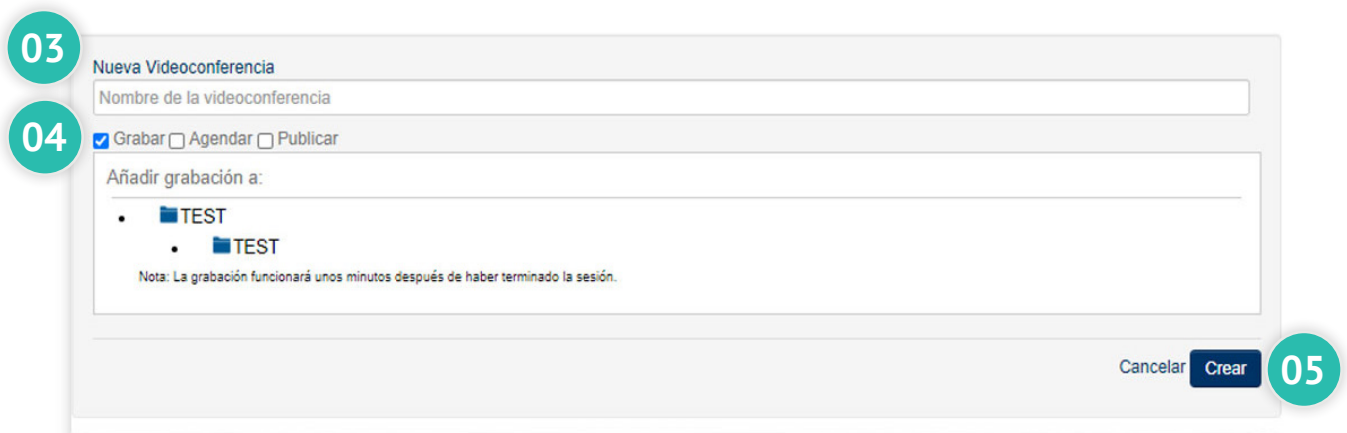 03
Nueva Videoconferencia
Nombre de la videoconferencia
04
Grabar Agendar Publicar
Añadir grabación a:
TEST
TEST
Nota: La grabación funcionará unos minutos después de haber terminado la sesión.
Cancelar Crear 05